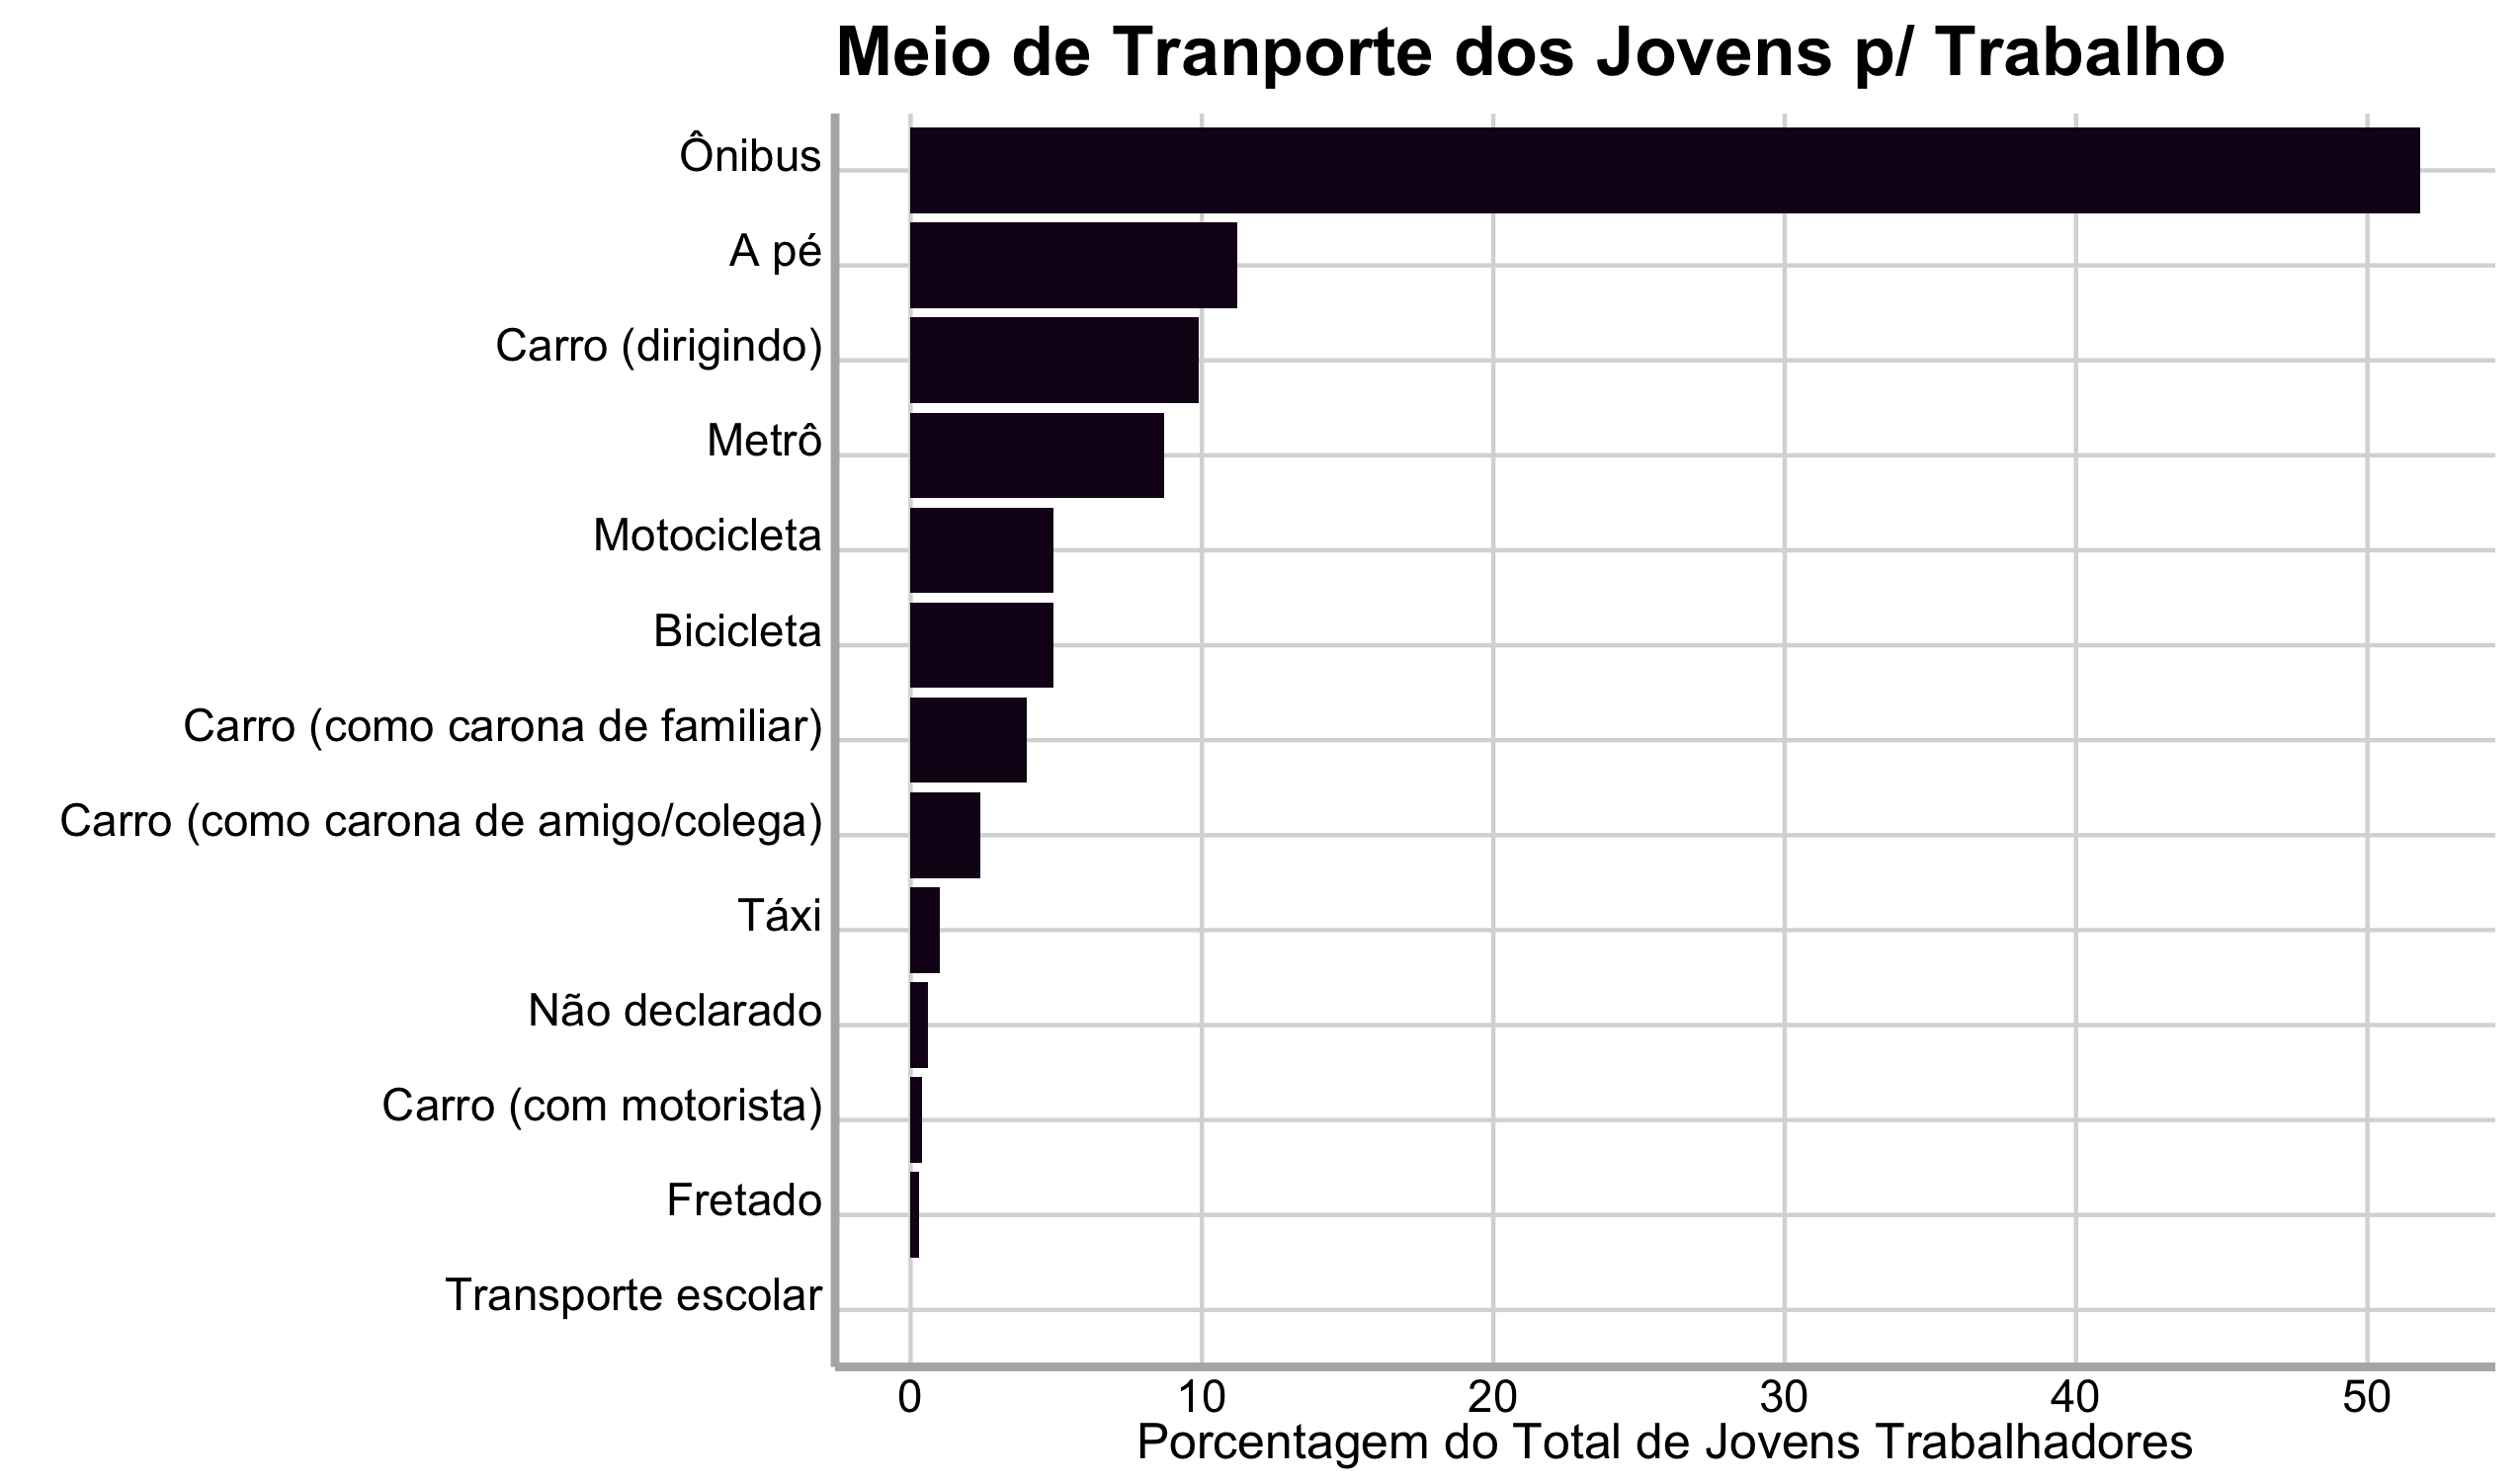 Meio de Tranporte dos Jovens p/ Trabalho
Ônibus
A pé
Carro (dirigindo)
Metrô
Motocicleta
Bicicleta
Carro (como carona de familiar)
Carro (como carona de amigo/colega)
Táxi
Não declarado
Carro (com motorista)
Fretado
Transporte escolar
0 10 20 30 40 50
Porcentagem do Total de Jovens Trabalhadores